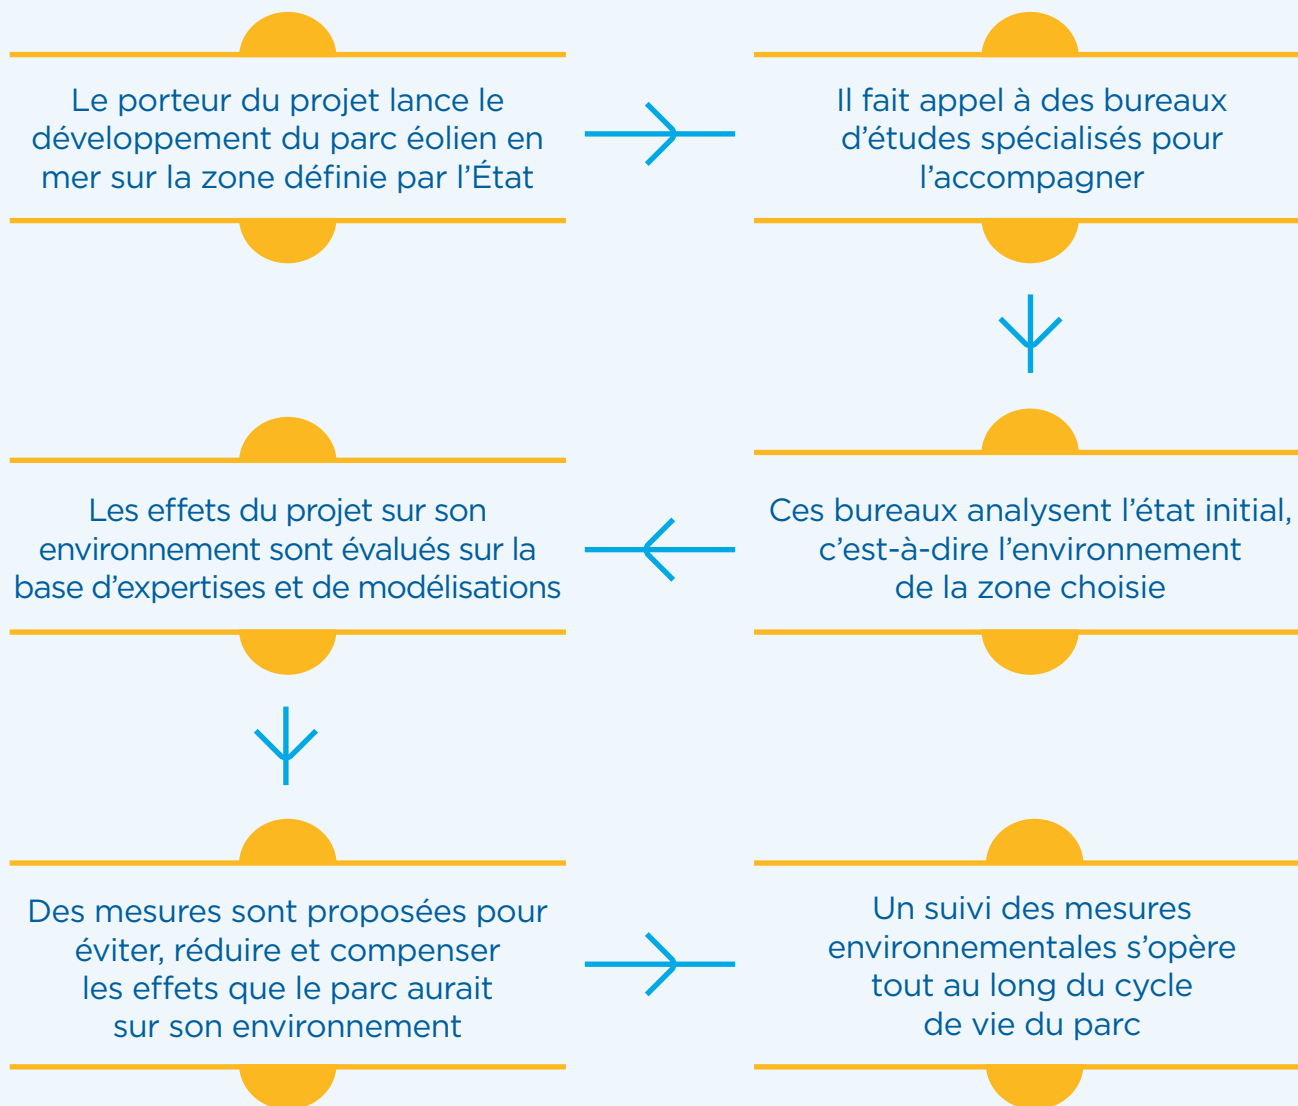 Le porteur du projet lance le
développement du parc éolien en
mer sur la zone définie par l’État
Il fait appel à des bureaux
d’études spécialisés pour
l’accompagner
Ces bureaux analysent l’état initial,
c’est-à-dire l’environnement
de la zone choisie
Les effets du projet sur son
environnement sont évalués sur la
base d’expertises et de modélisations
Des mesures sont proposées pour
éviter, réduire et compenser
les effets que le parc aurait
sur son environnement
Un suivi des mesures
environnementales s’opère
tout au long du cycle
de vie du parc